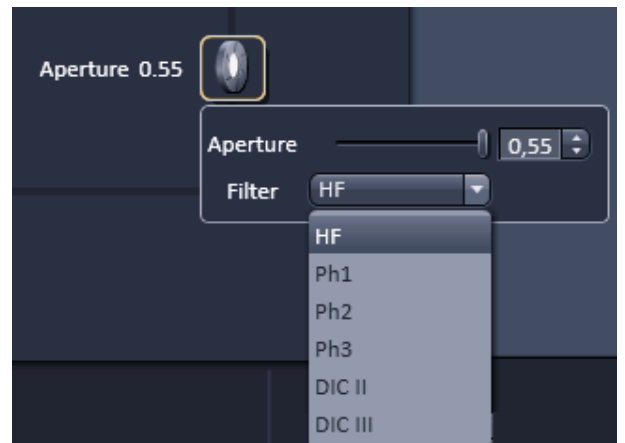 Aperture 0.55
Aperture 0,55
Filter HF
HF
Ph1
Ph2
Ph3
DIC II
DIC III